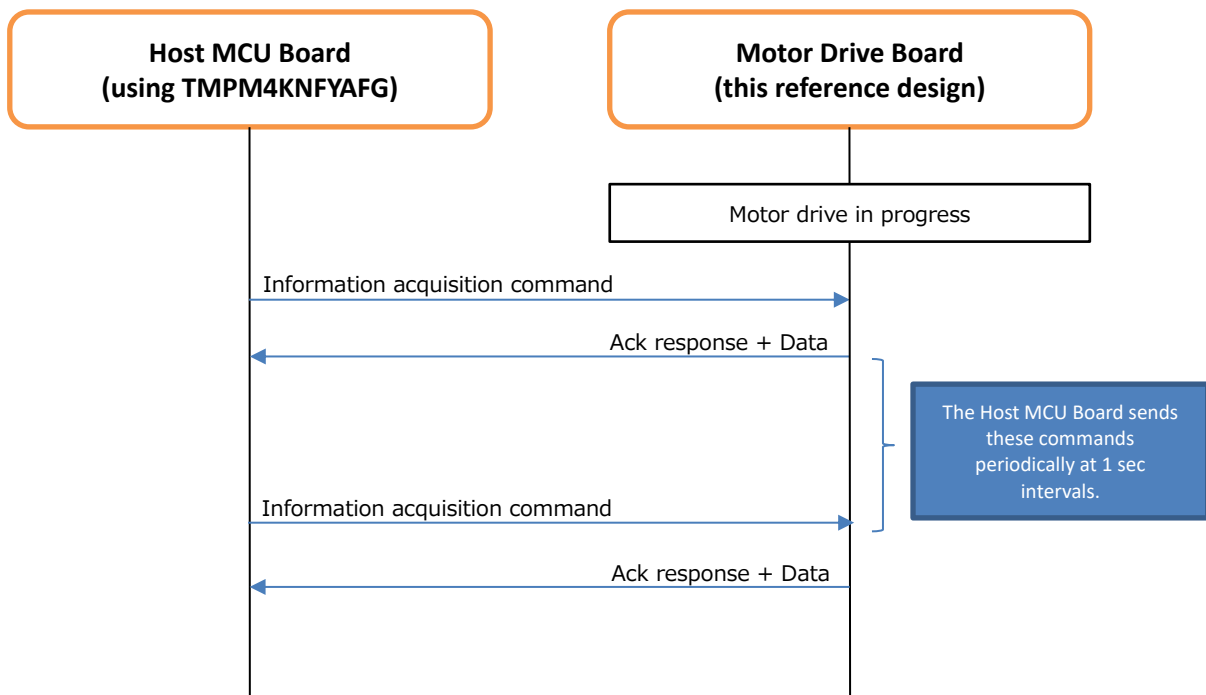 Host MCU Board
(using TMPM4KNFYAFG)
Motor Drive Board
(this reference design)
Motor drive in progress
Information acquisition command
Ack response + Data
The Host MCU Board sends
these commands
periodically at 1 sec
intervals.
Information acquisition command
Ack response + Data